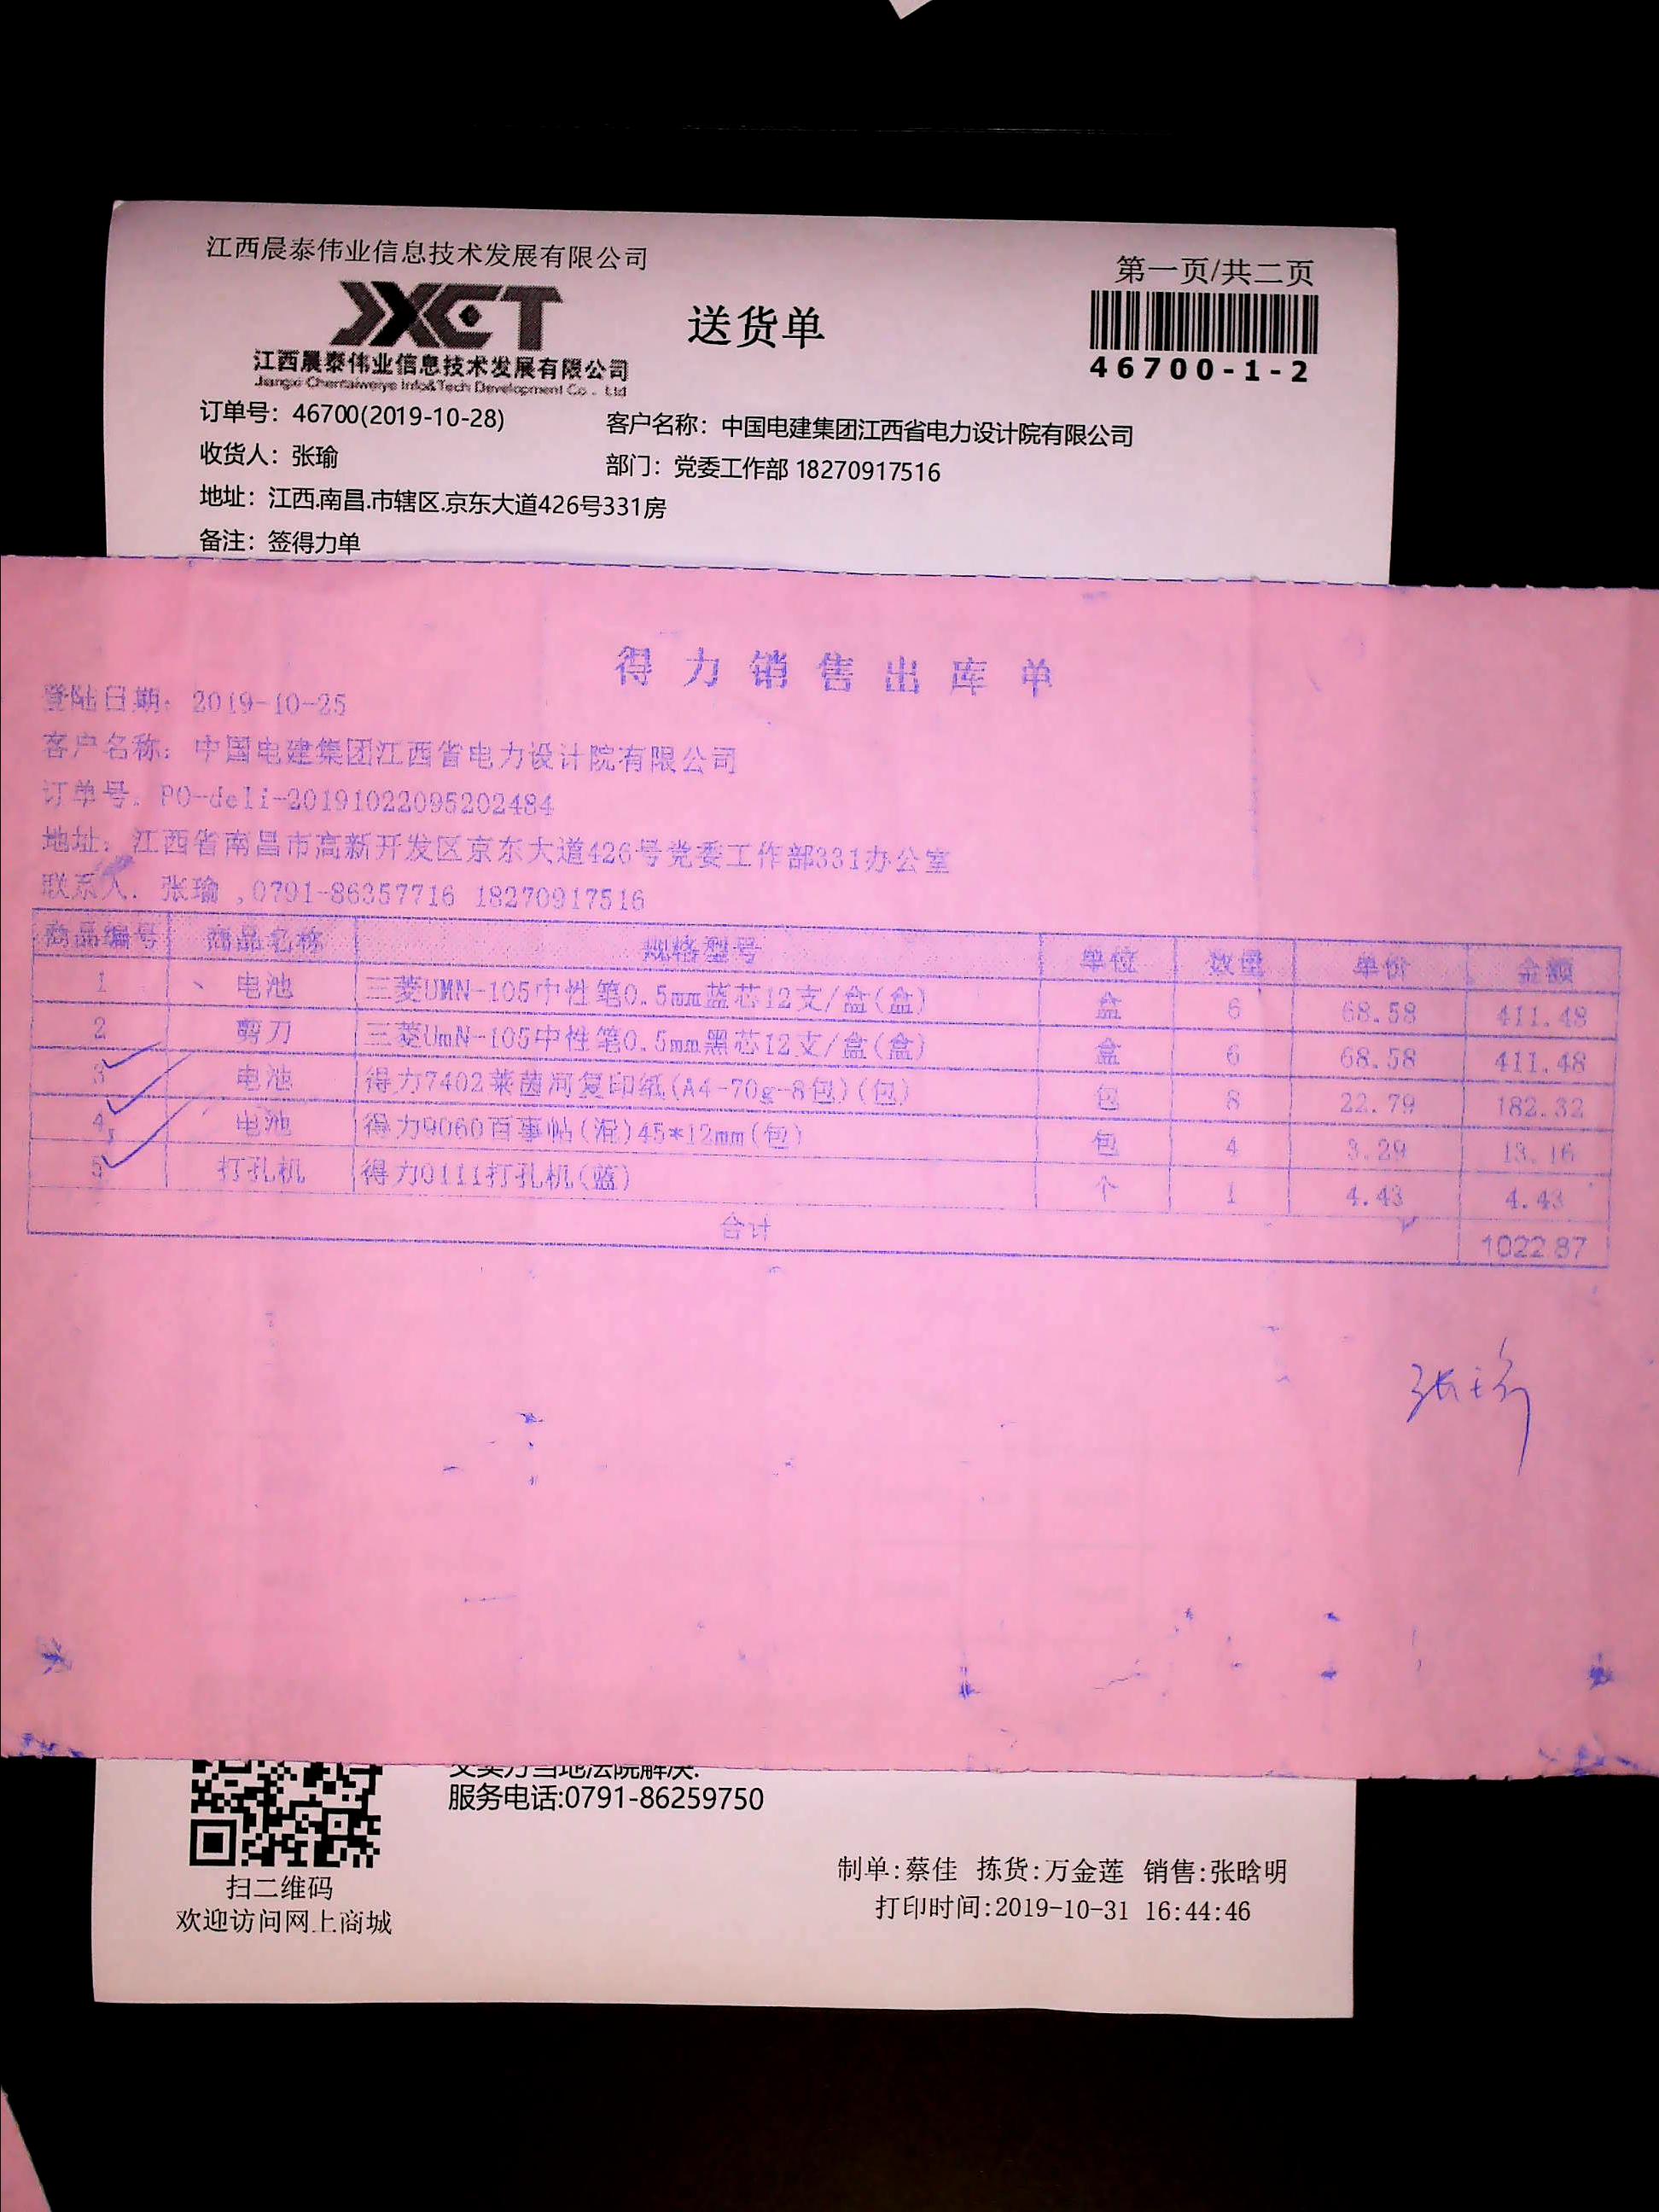 江西晨泰伟业信息技术发展有限公司
第一页/共二页
JXCT
送货单
江西晨泰伟业信息技术发展有限公司
Jiangxi Chentaiweiye Info&Tech Development Co., Ltd
46700-1-2
订单号：46700(2019-10-28)
客户名称：中国电建集团江西省电力设计院有限公司
收货人：张瑜
部门：党委工作部 18270917516
地址：江西.南昌.市辖区.京东大道426号331房
备注：签得力单
得力销售出库单
登陆日期：2019-10-25
客户名称：中国电建集团江西省电力设计院有限公司
订单号：PO-deli-20191022095202484
地址：江西省南昌市高新开发区京东大道426号党委工作部331办公室
联系人：张瑜 ,0791-86357716 18270917516
商品编号 商品名称 规格型号 单位 数量 单价 金额
1 电池 三菱UMN-105中性笔0.5mm蓝芯12支/盒(盒) 盒 6 68.58 411.48
2 剪刀 三菱UmN-105中性笔0.5mm黑芯12支/盒(盒) 盒 6 68.58 411.48
3 电池 得力7402莱茵河复印纸(A4-70g-8包)(包) 包 8 22.79 182.32
4 电池 得力9060百事帖(混)45*12mm(包) 包 4 3.29 13.16
5 打孔机 得力0111打孔机(蓝) 个 1 4.43 4.43
合计 1022.87
张瑜
交卖方当地法院解决.
服务电话:0791-86259750
扫二维码
欢迎访问网上商城
制单:蔡佳 拣货:万金莲 销售:张晗明
打印时间:2019-10-31 16:44:46